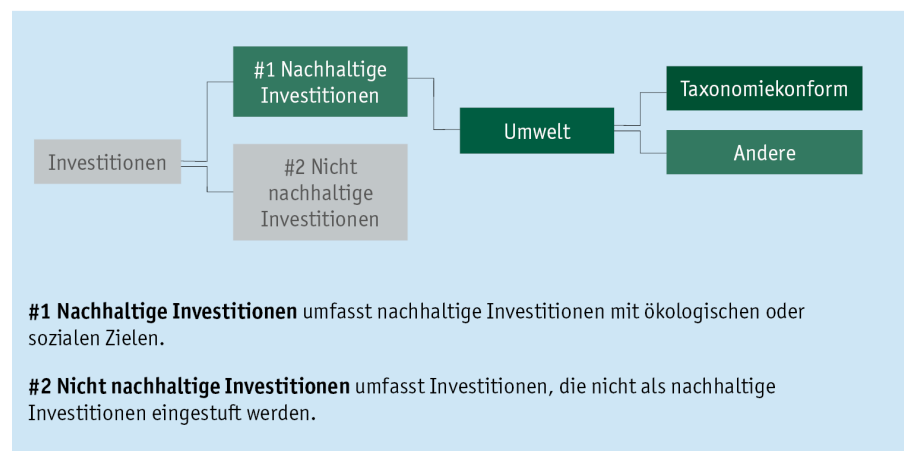 #1 Nachhaltige
Investitionen
Taxonomiekonform
Umwelt
Andere
Investitionen
#2 Nicht
nachhaltige
Investitionen
#1 Nachhaltige Investitionen umfasst nachhaltige Investitionen mit ökologischen oder
sozialen Zielen.
#2 Nicht nachhaltige Investitionen umfasst Investitionen, die nicht als nachhaltige
Investitionen eingestuft werden.